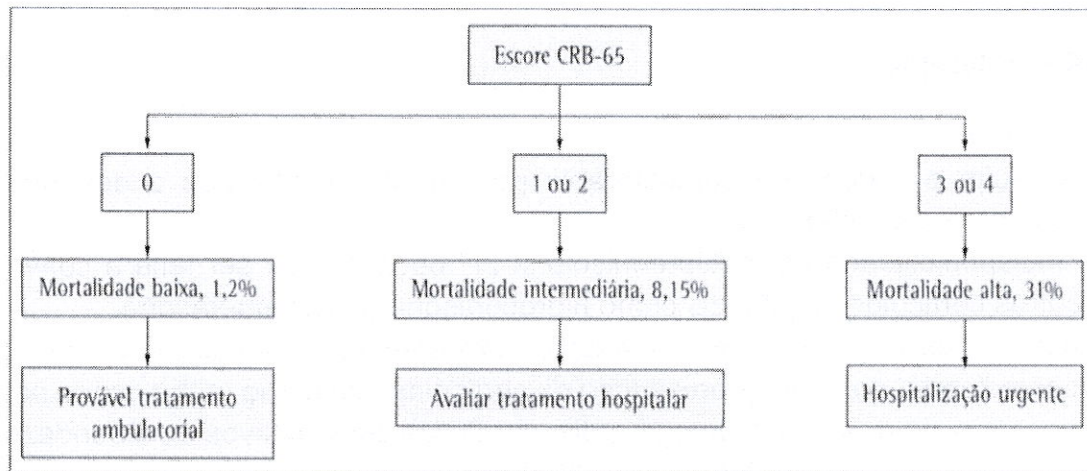 Escore CRB-65
0
1 ou 2
3 ou 4
Mortalidade baixa, 1,2%
Mortalidade intermediária, 8,15%
Mortalidade alta, 31%
Provável tratamento
ambulatorial
Avaliar tratamento hospitalar
Hospitalização urgente